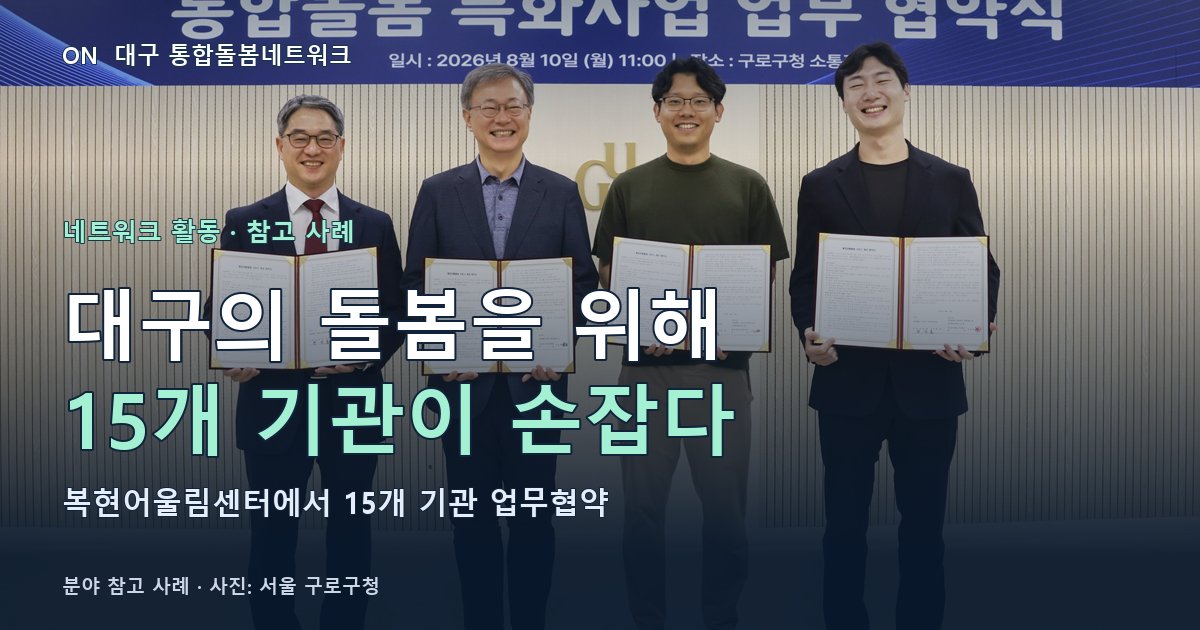 통합돌봄 특화사업 업무 협약식
ON 대구 통합돌봄네트워크
일시 : 2026년 8월 10일 (월) 11:00 장소 : 구로구청
네트워크 활동 · 참고 사례
대구의 돌봄을 위해
15개 기관이 손잡다
복현어울림센터에서 15개 기관 업무협약
분야 참고 사례 · 사진: 서울 구로구청